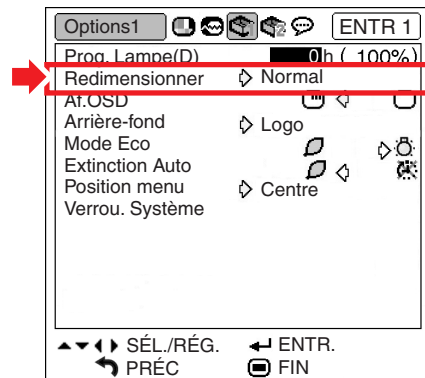 Options1 ENTR 1
Prog. Lampe(D) 0 h ( 100%)
Redimensionner Normal
Af.OSD
Arrière-fond Logo
Mode Eco
Extinction Auto
Position menu Centre
Verrou. Système
SÉL./RÉG. ENTR.
PRÉC FIN